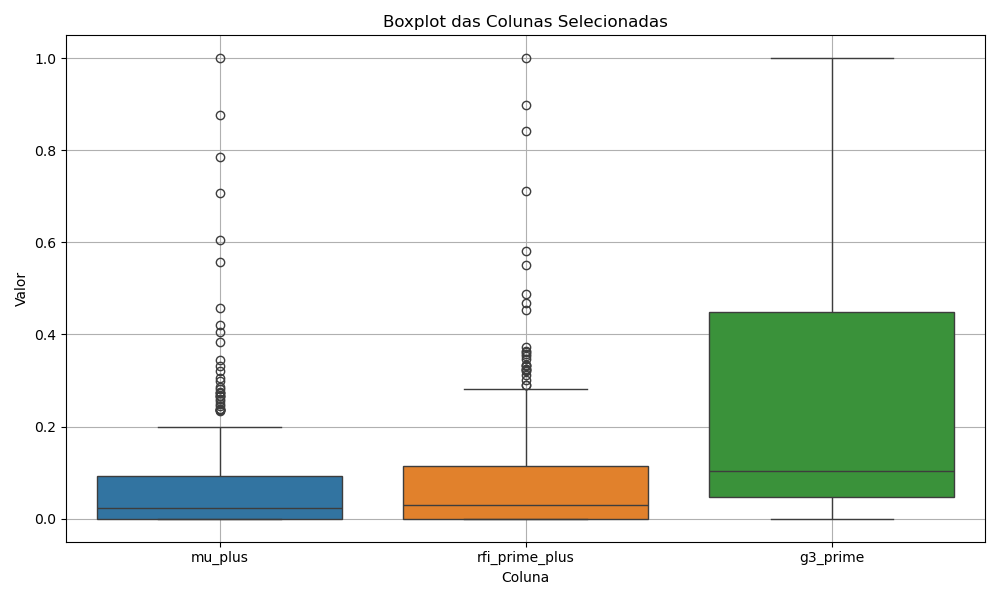 Boxplot das Colunas Selecionadas
1.0
0.8
0.6
0.4
0.2
0.0
Valor
mu_plus
rfi_prime_plus
g3_prime
Coluna